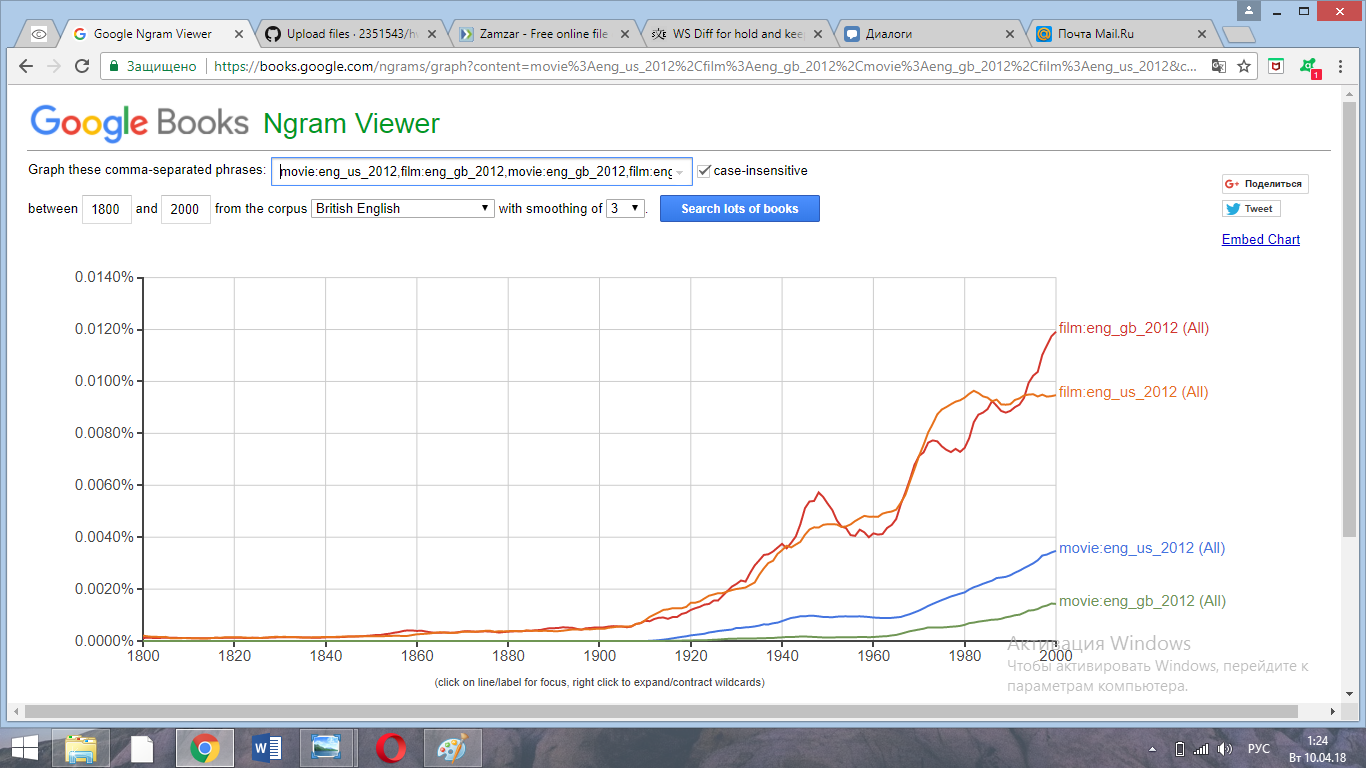 Google Ngram Viewer
Upload files · 2351543/h
Zamzar - Free online file
WS Diff for hold and kee
Диалоги
Почта Mail.Ru
Защищено
https://books.google.com/ngrams/graph?content=movie%3Aeng_us_2012%2Cfilm%3Aeng_gb_2012%2Cmovie%3Aeng_gb_2012%2Cfilm%3Aeng_us_2012&c...
1
Google Books Ngram Viewer
Graph these comma-separated phrases: movie:eng_us_2012,film:eng_gb_2012,movie:eng_gb_2012,film:eng case-insensitive
between 1800 and 2000 from the corpus British English with smoothing of 3 . Search lots of books
G+ Поделиться
Tweet
Embed Chart
0.0140%
0.0120%
0.0100%
0.0080%
0.0060%
0.0040%
0.0020%
0.0000%
film:eng_gb_2012 (All)
film:eng_us_2012 (All)
movie:eng_us_2012 (All)
movie:eng_gb_2012 (All)
1800 1820 1840 1860 1880 1900 1920 1940 1960 1980 2000
(click on line/label for focus, right click to expand/contract wildcards)
Активация Windows
Чтобы активировать Windows, перейдите к
параметрам компьютера.
РУС
1:24
Вт 10.04.18